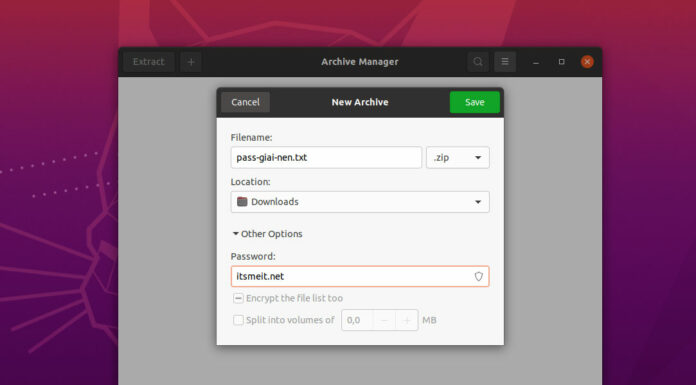 Extract + Archive Manager
Cancel New Archive Save
Filename:
pass-giai-nen.txt .zip
Location:
Downloads
Other Options
Password:
itsmeit.net
Encrypt the file list too
Split into volumes of 0,0 − + MB